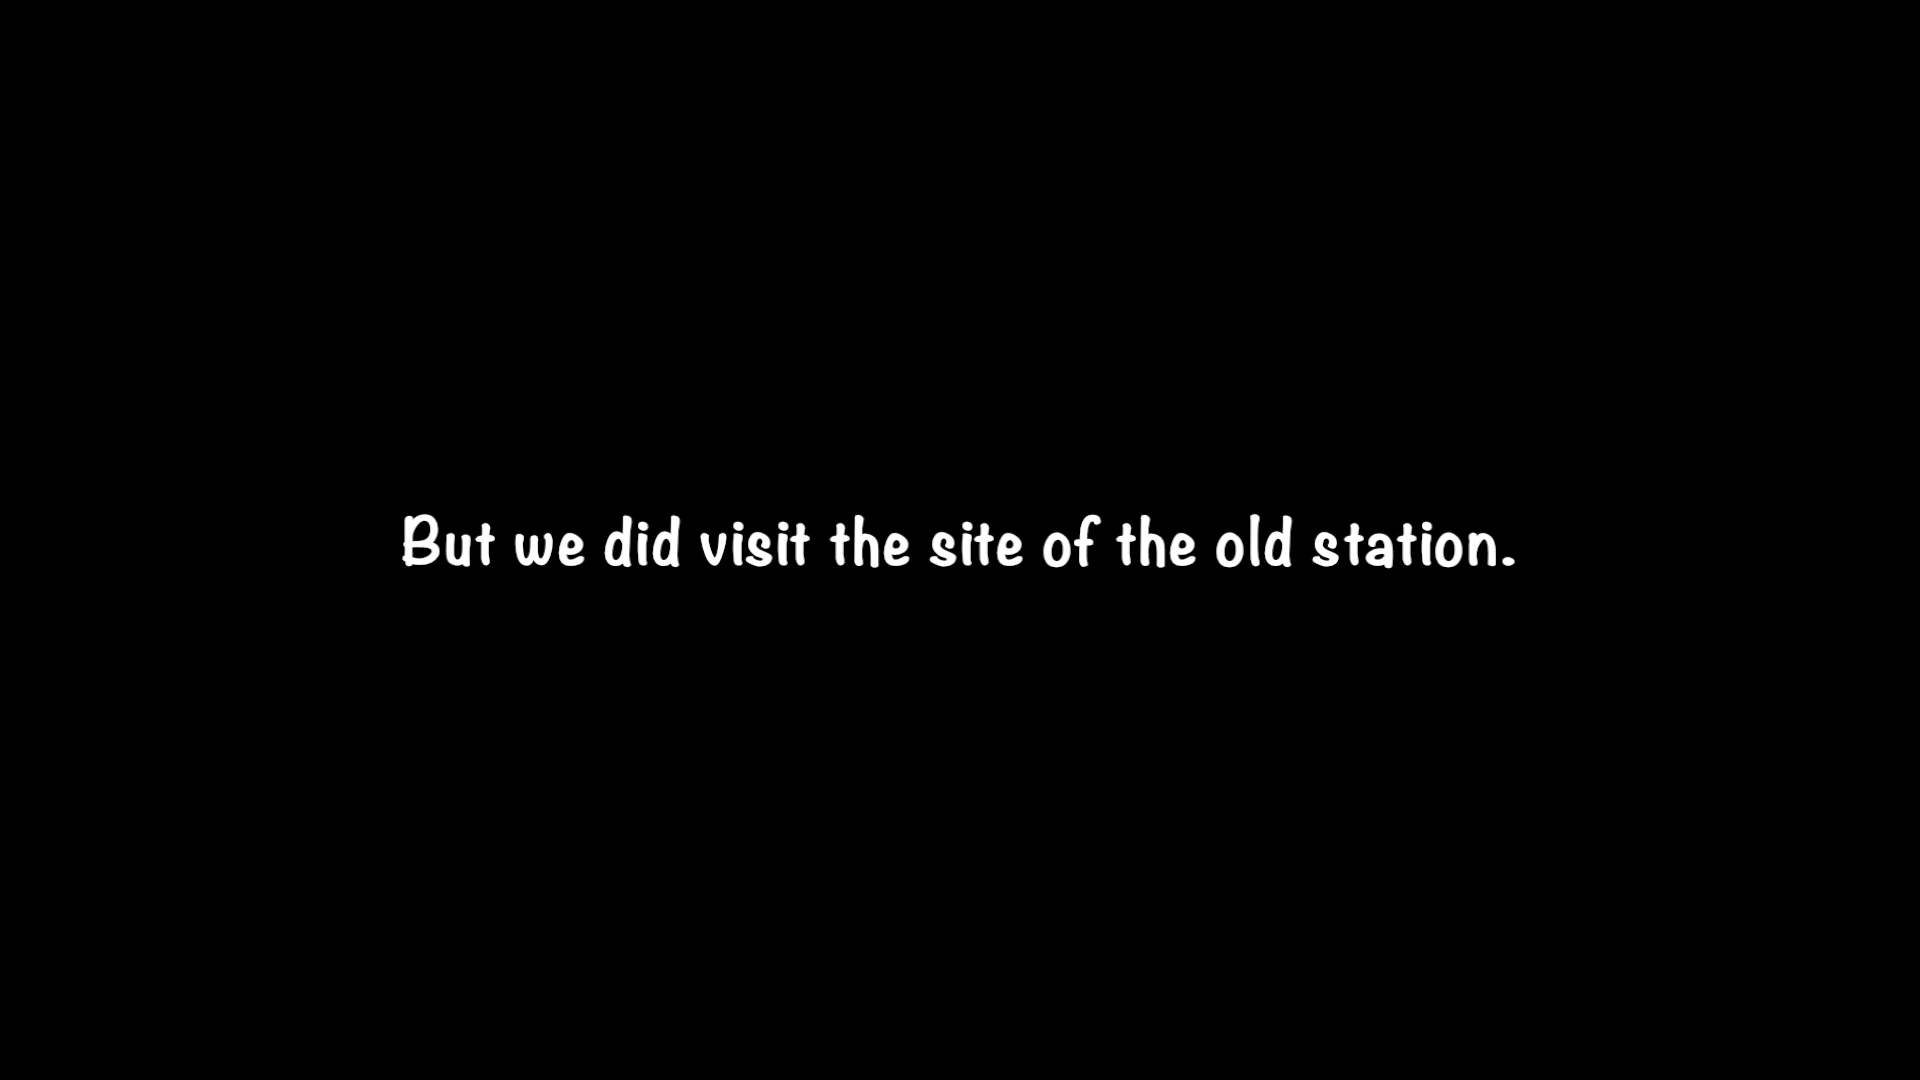 But we did visit the site of the old station.